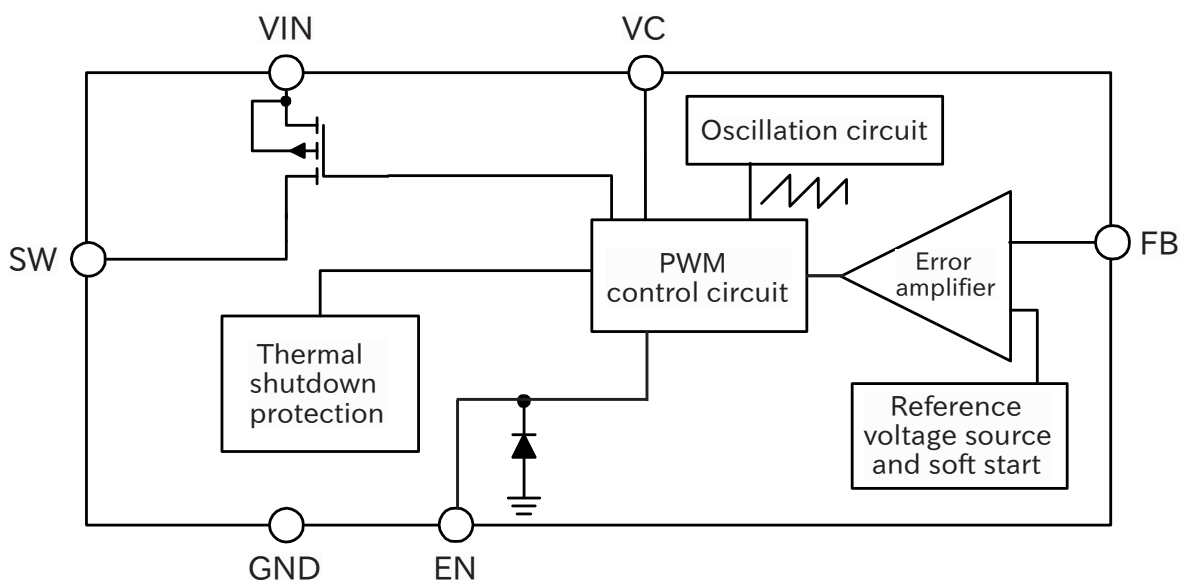 VIN
VC
Oscillation circuit
SW
PWM
control circuit
Error
amplifier
FB
Thermal
shutdown
protection
Reference
voltage source
and soft start
GND
EN